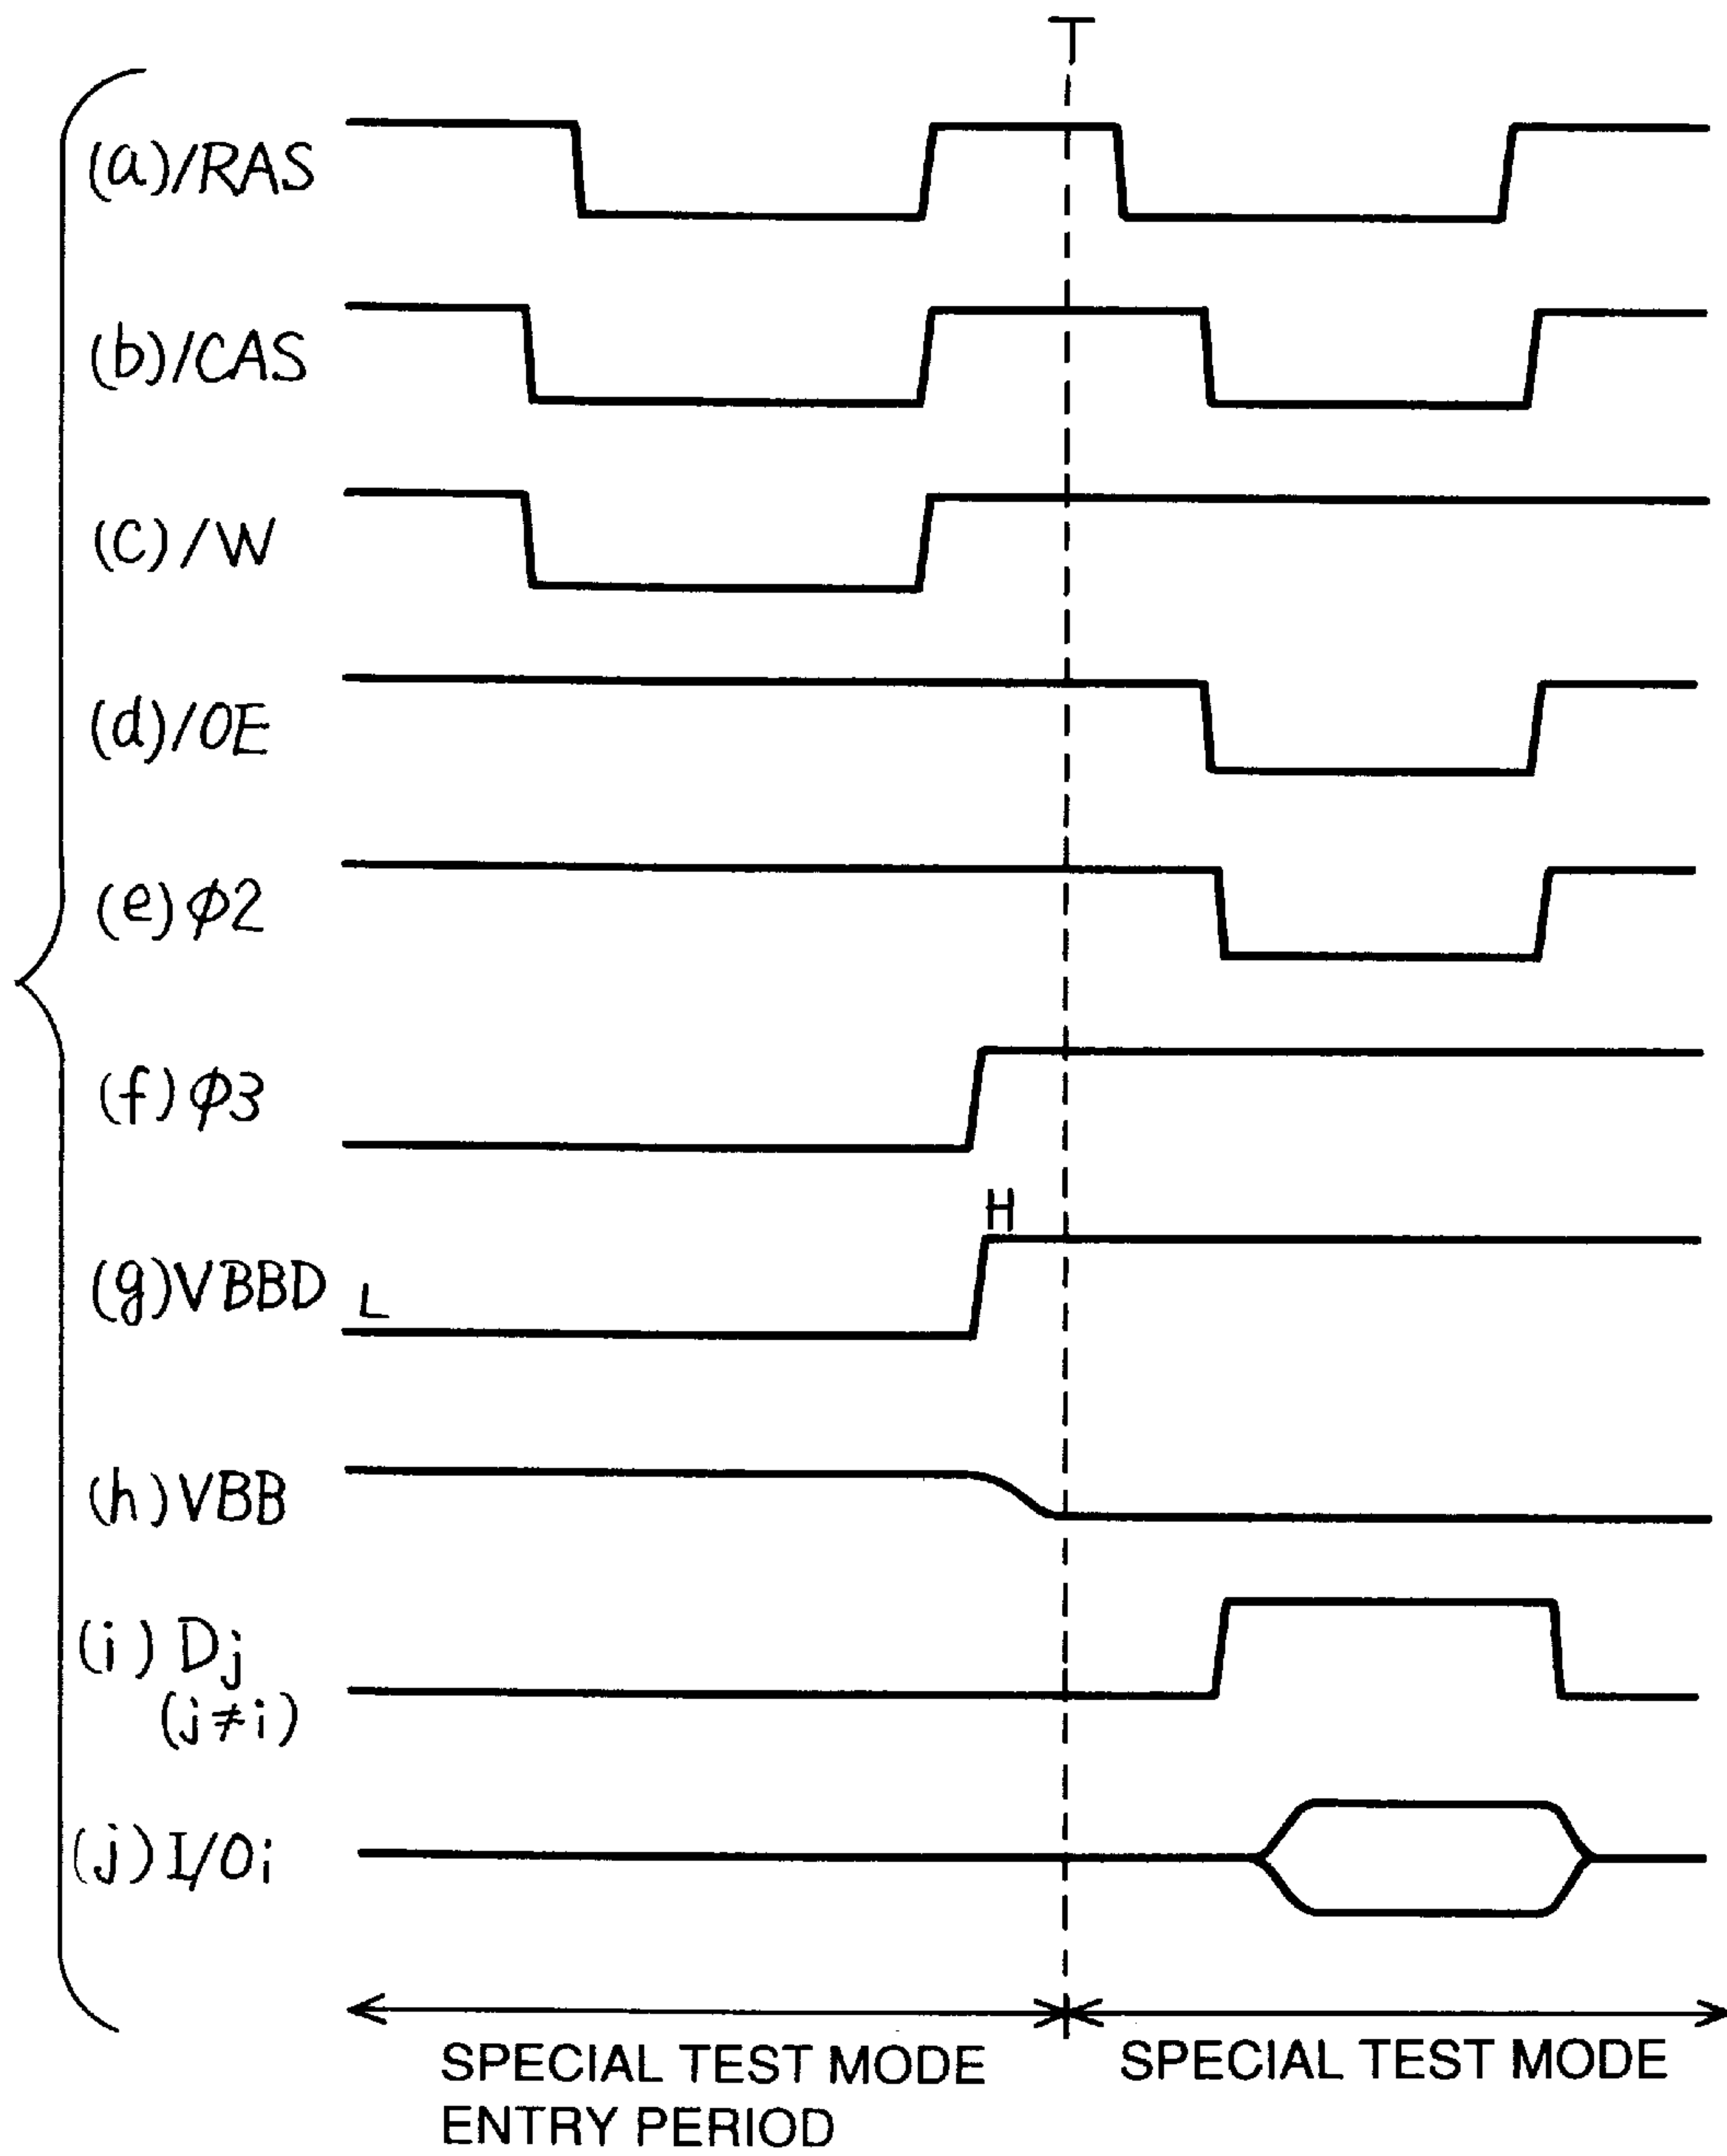 T
(a)/RAS
(b)/CAS
(c)/W
(d)/OE
(e)φ2
(f)φ3
H
(g)VBBD
L
(h)VBB
(i) Dj
(j≠i)
(j) I/Oi
SPECIAL TEST MODE
ENTRY PERIOD
SPECIAL TEST MODE